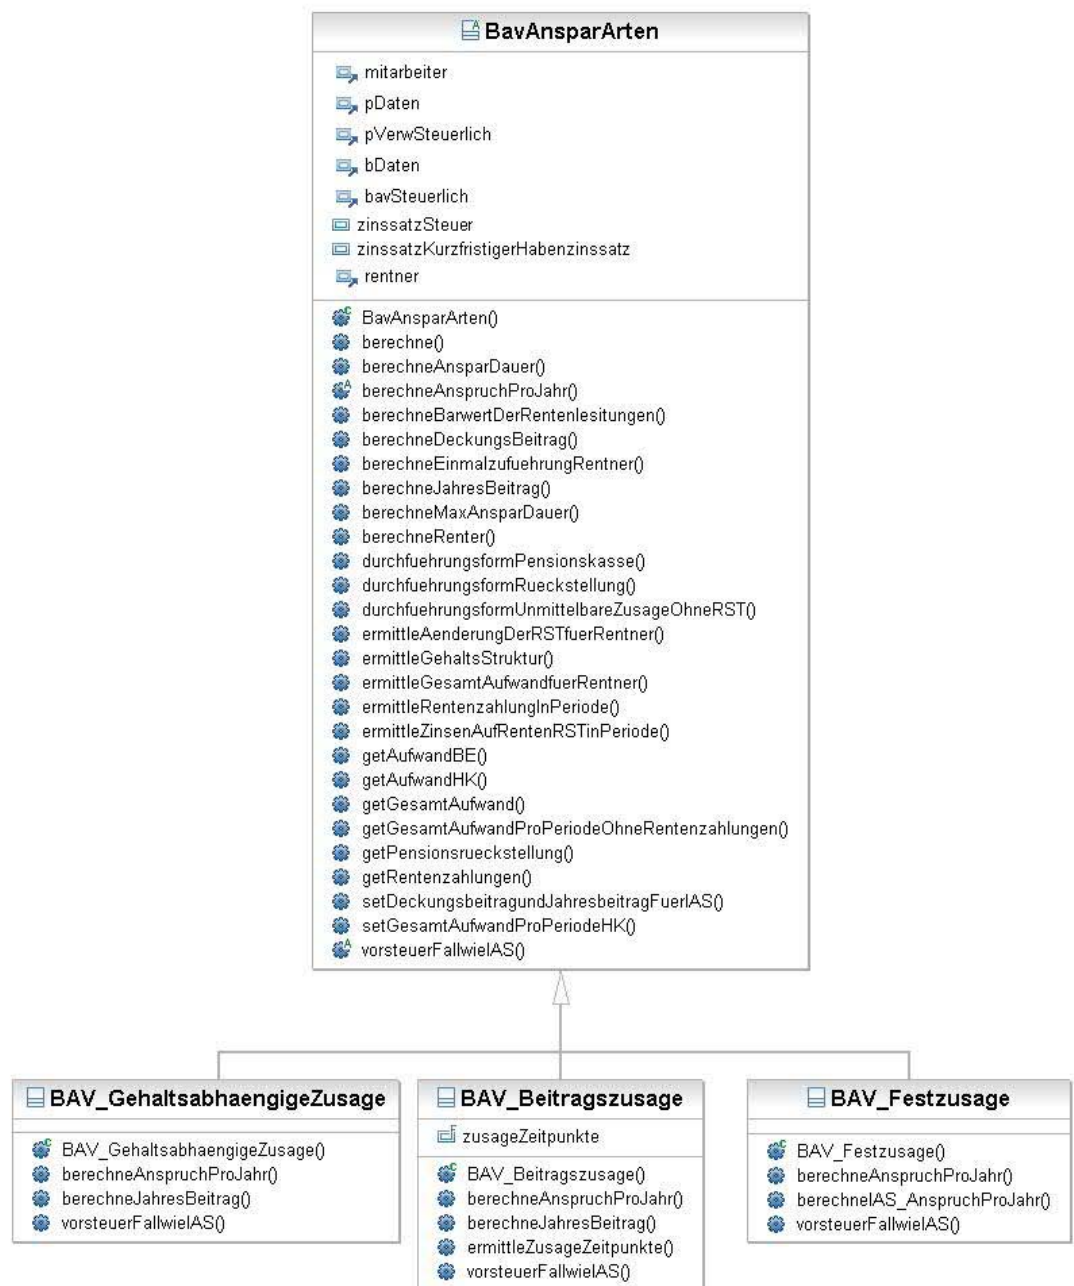 BavAnsparArten
mitarbeiter
pDaten
pVerwSteuerlich
bDaten
bavSteuerlich
zinssatzSteuer
zinssatzKurzfristigerHabenzinssatz
rentner
BavAnsparArten()
berechne()
berechneAnsparDauer()
berechneAnspruchProJahr()
berechneBarwertDerRentenlesitungen()
berechneDeckungsBeitrag()
berechneEinmalzufuehrungRentner()
berechneJahresBeitrag()
berechneMaxAnsparDauer()
berechneRenter()
durchfuehrungsformPensionskasse()
durchfuehrungsformRueckstellung()
durchfuehrungsformUnmittelbareZusageOhneRST()
ermittleAenderungDerRSTfuerRentner()
ermittleGehaltsStruktur()
ermittleGesamtAufwandfuerRentner()
ermittleRentenzahlungInPeriode()
ermittleZinsenAufRentenRSTinPeriode()
getAufwandBE()
getAufwandHK()
getGesamtAufwand()
getGesamtAufwandProPeriodeOhneRentenzahlungen()
getPensionsrueckstellung()
getRentenzahlungen()
setDeckungsbeitragundJahresbeitragFuerIAS()
setGesamtAufwandProPeriodeHK()
vorsteuerFallwieIAS()
BAV_GehaltsabhaengigeZusage
BAV_GehaltsabhaengigeZusage()
berechneAnspruchProJahr()
berechneJahresBeitrag()
vorsteuerFallwieIAS()
BAV_Beitragszusage
zusageZeitpunkte
BAV_Beitragszusage()
berechneAnspruchProJahr()
berechneJahresBeitrag()
ermittleZusageZeitpunkte()
vorsteuerFallwieIAS()
BAV_Festzusage
BAV_Festzusage()
berechneAnspruchProJahr()
berechneIAS_AnspruchProJahr()
vorsteuerFallwieIAS()